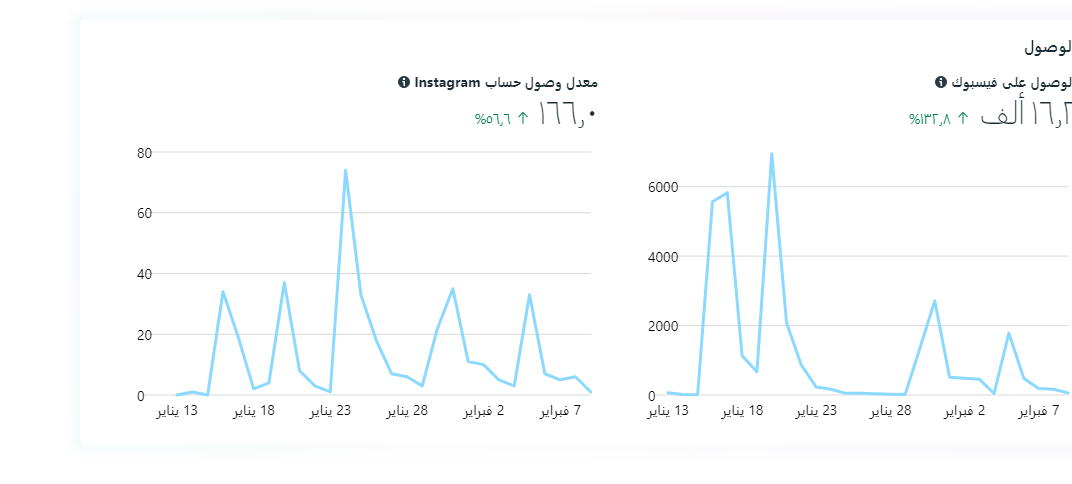 لوصول
لوصول على فيسبوك
١٦٫٢ ألف ↑ ١٣٢٫٨%
6000
4000
2000
0
13 يناير 18 يناير 23 يناير 28 يناير 2 فبراير 7 فبراير
معدل وصول حساب Instagram
١٦٦٫٠ ↑ ٥٦٫٦%
80
60
40
20
0
13 يناير 18 يناير 23 يناير 28 يناير 2 فبراير 7 فبراير